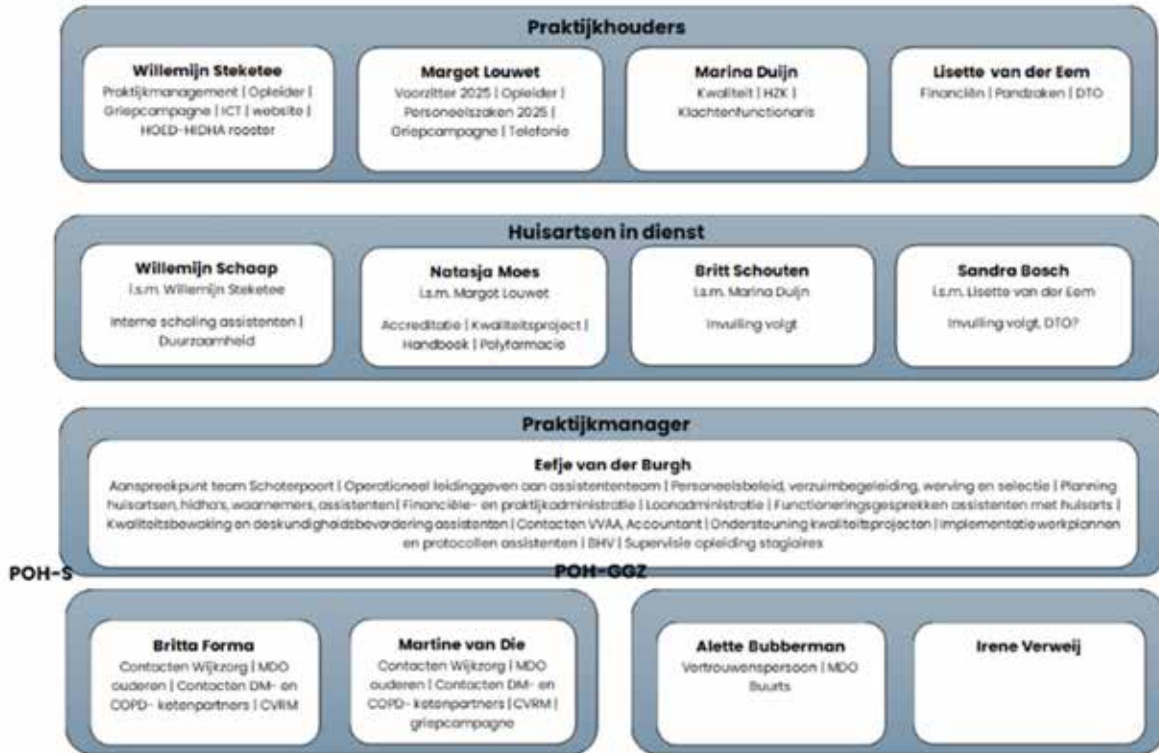 Praktijkhouders
Willemijn Steketee
Praktijkmanagement | Opleider |
Griepcampagne | ICT | website |
HOED-HIDHA rooster
Margot Louwet
Voorzitter 2025 | Opleider |
Personeelszaken 2025 |
Griepcampagne | Telefonie
Marina Duijn
Kwaliteit | HZK |
Klachtenfunctionaris
Lisette van der Eem
Financiën | Pandzaken | DTO
Huisartsen in dienst
Willemijn Schaap
i.s.m. Willemijn Steketee
Interne scholing assistenten |
Duurzaamheid
Natasja Moes
i.s.m. Margot Louwet
Accreditatie | Kwaliteitsproject |
Handboek | Polyfarmacie
Britt Schouten
i.s.m. Marina Duijn
Invulling volgt
Sandra Bosch
i.s.m. Lisette van der Eem
Invulling volgt, DTO?
Praktijkmanager
Eefje van der Burgh
Aanspreekpunt team Schoterpoort | Operationeel leidinggeven aan assistententeam | Personeelsbeleid, verzuimbegeleiding, werving en selectie | Planning
huisartsen, hidha's, waarnemers, assistenten | Financiële- en praktijkadministratie | Loonadministratie | Functioneringsgesprekken assistenten met huisarts |
Kwaliteitsbewaking en deskundigheidsbevordering assistenten | Contacten VVAA, Accountant | Ondersteuning kwaliteitsprojecten | Implementatie werkplannen
en protocollen assistenten | BHV | Supervisie opleiding stagiaires
POH-S
POH-GGZ
Britta Forma
Contacten Wijkzorg | MDO
ouderen | Contacten DM- en
COPD- ketenpartners | CVRM
Martine van Die
Contacten Wijkzorg | MDO
ouderen | Contacten DM- en
COPD- ketenpartners | CVRM |
griepcampagne
Alette Bubberman
Vertrouwenspersoon | MDO
Buurts
Irene Verweij